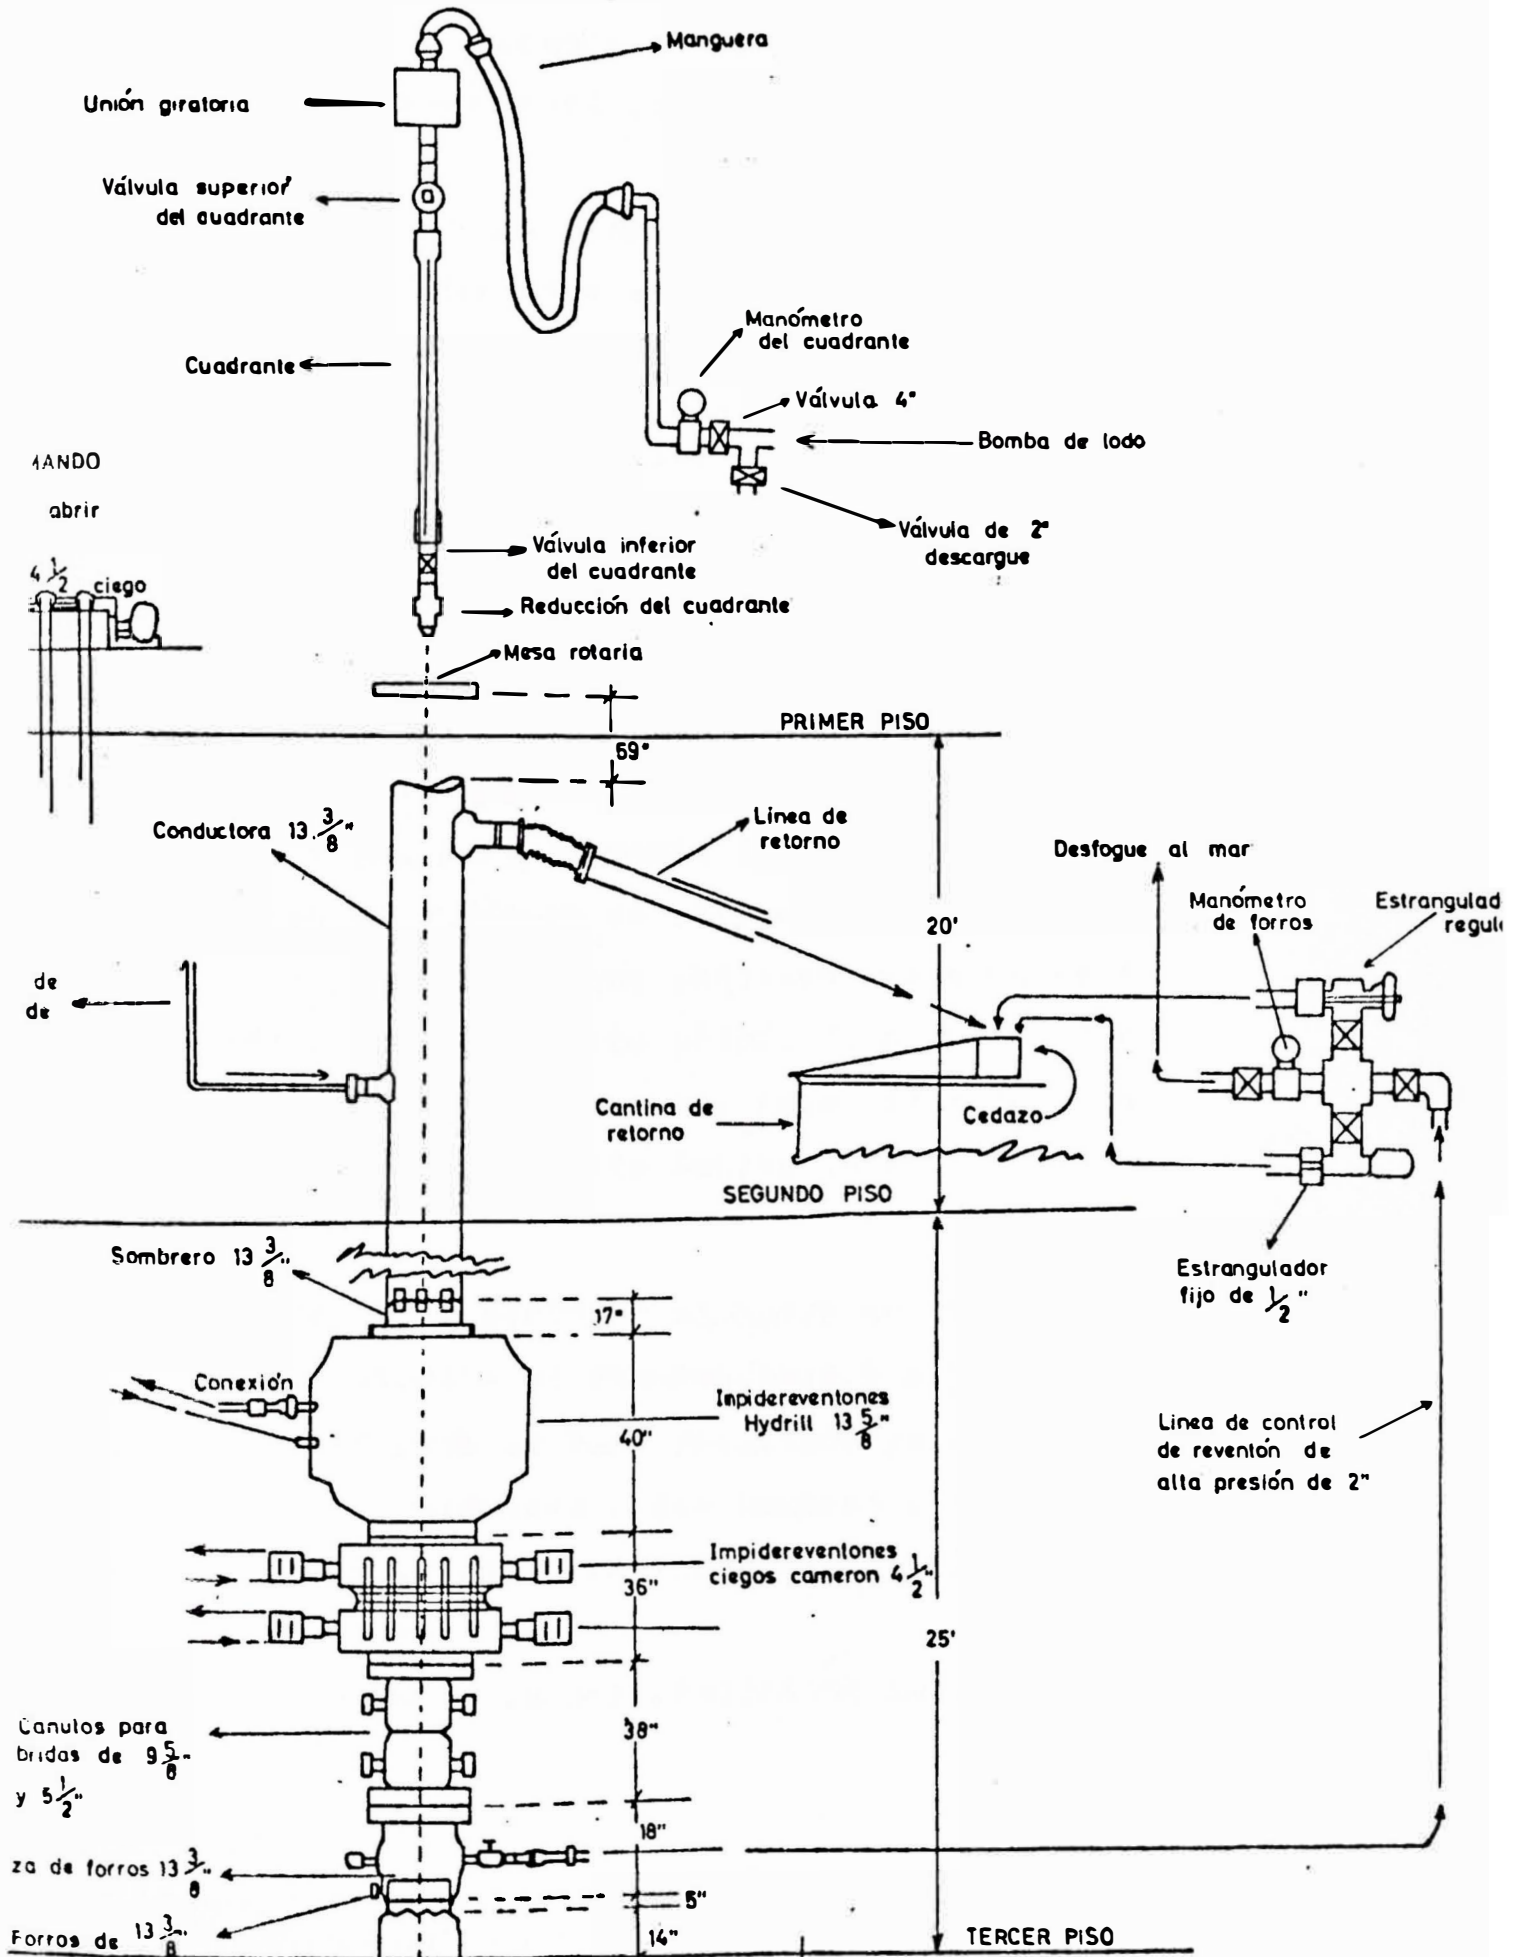 Manguera
Unión giratoria
Válvula superior
del cuadrante
Manómetro
del cuadrante
Cuadrante
Válvula 4"
Bomba de lodo
MANDO
abrir
Válvula de 2"
descargue
Válvula inferior
del cuadrante
4 1/2 ciego
Reducción del cuadrante
Mesa rotaria
PRIMER PISO
59"
Conductora 13 3/8"
Línea de
retorno
Desfogue al mar
Manómetro
de forros
Estrangulad
regul
20'
de
de
Cantina de
retorno
Cedazo
SEGUNDO PISO
Sombrero 13 3/8"
Estrangulador
fijo de 1/2"
17"
Conexión
Impidereventones
Hydrill 13 5/8"
40"
Linea de control
de reventón de
alta presión de 2"
Impidereventones
ciegos cameron 4 1/2"
36"
25'
Canutos para
bridas de 9 5/8"
y 5 1/2"
38"
18"
za de forros 13 3/8"
5"
Forros de 13 3/8"
14"
TERCER PISO